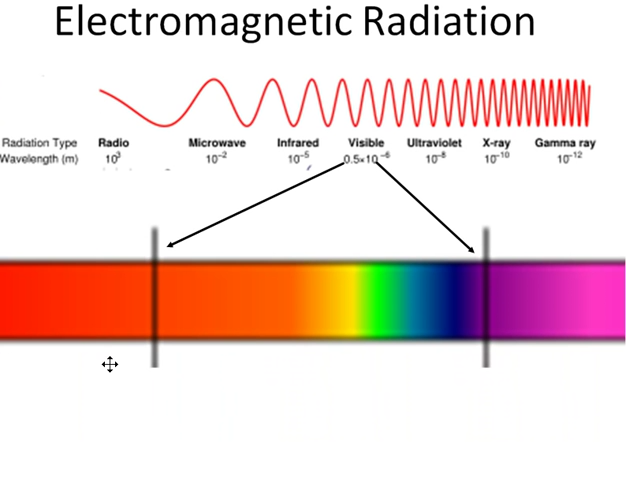 Electromagnetic Radiation
Radiation Type Radio Microwave Infrared Visible Ultraviolet X-ray Gamma ray
Wavelength (m) 10³ 10⁻² 10⁻⁵ 0.5×10⁻⁶ 10⁻⁸ 10⁻¹⁰ 10⁻¹²